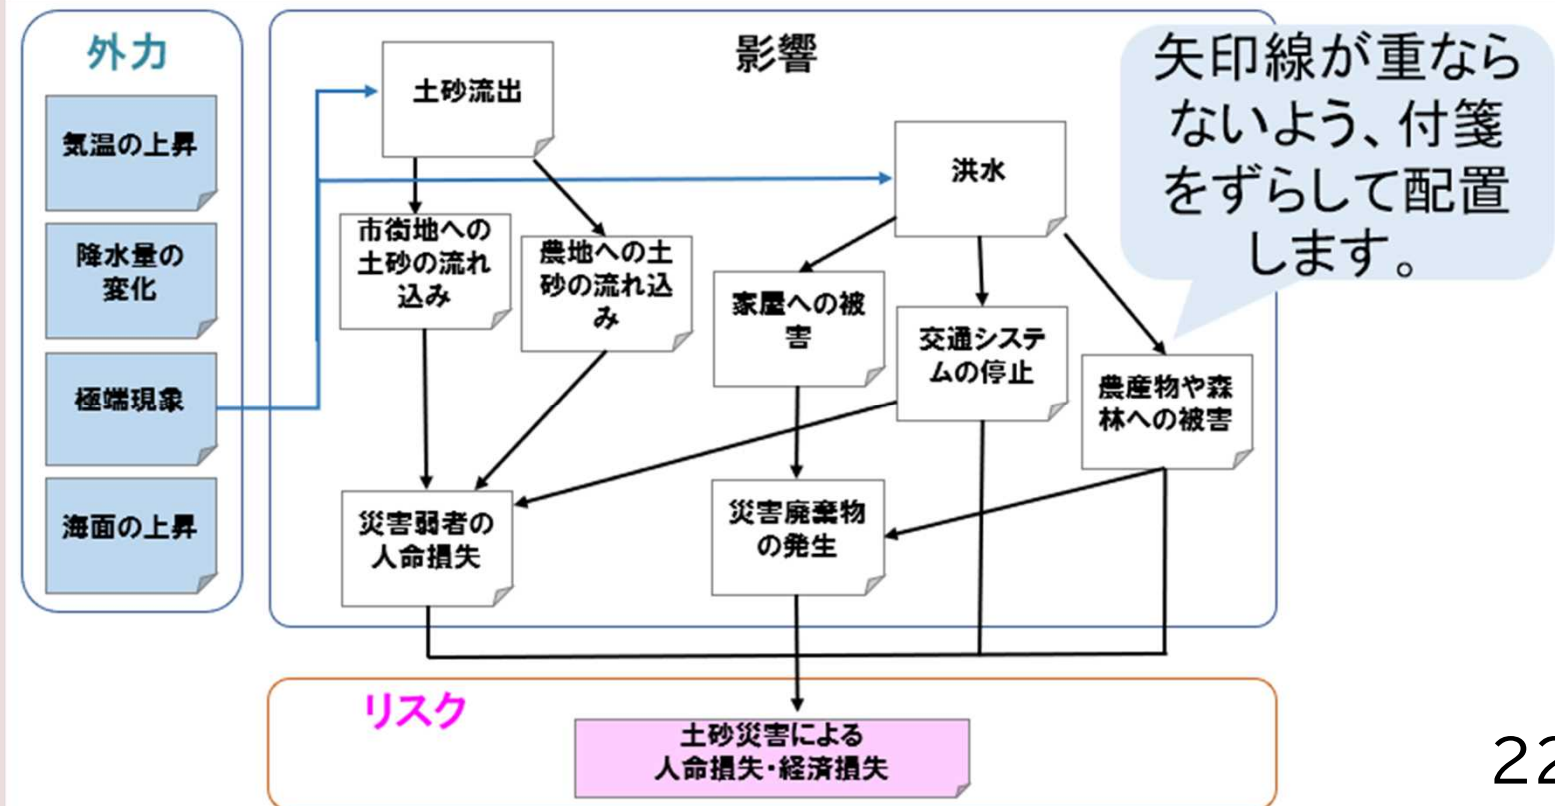 外力
気温の上昇
降水量の
変化
極端現象
海面の上昇
影響
土砂流出
洪水
市街地への
土砂の流れ
込み
農地への土
砂の流れ込
み
家屋への被
害
交通システ
ムの停止
農産物や森
林への被害
災害弱者の
人命損失
災害廃棄物
の発生
矢印線が重なら
ないよう、付箋
をずらして配置
します。
リスク
土砂災害による
人命損失・経済損失
22